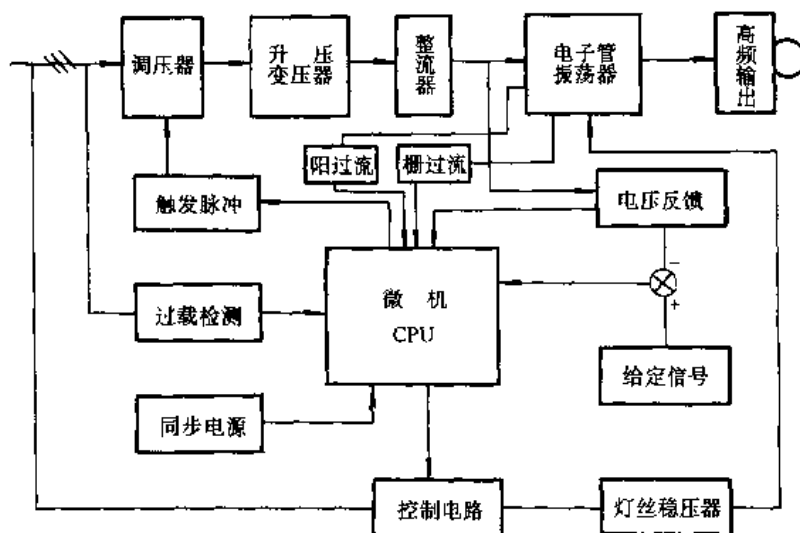 调压器
升 压
变压器
整流器
电子管
振荡器
高频输出
阳过流
栅过流
触发脉冲
电压反馈
−
+
微 机
CPU
过载检测
给定信号
同步电源
控制电路
灯丝稳压器